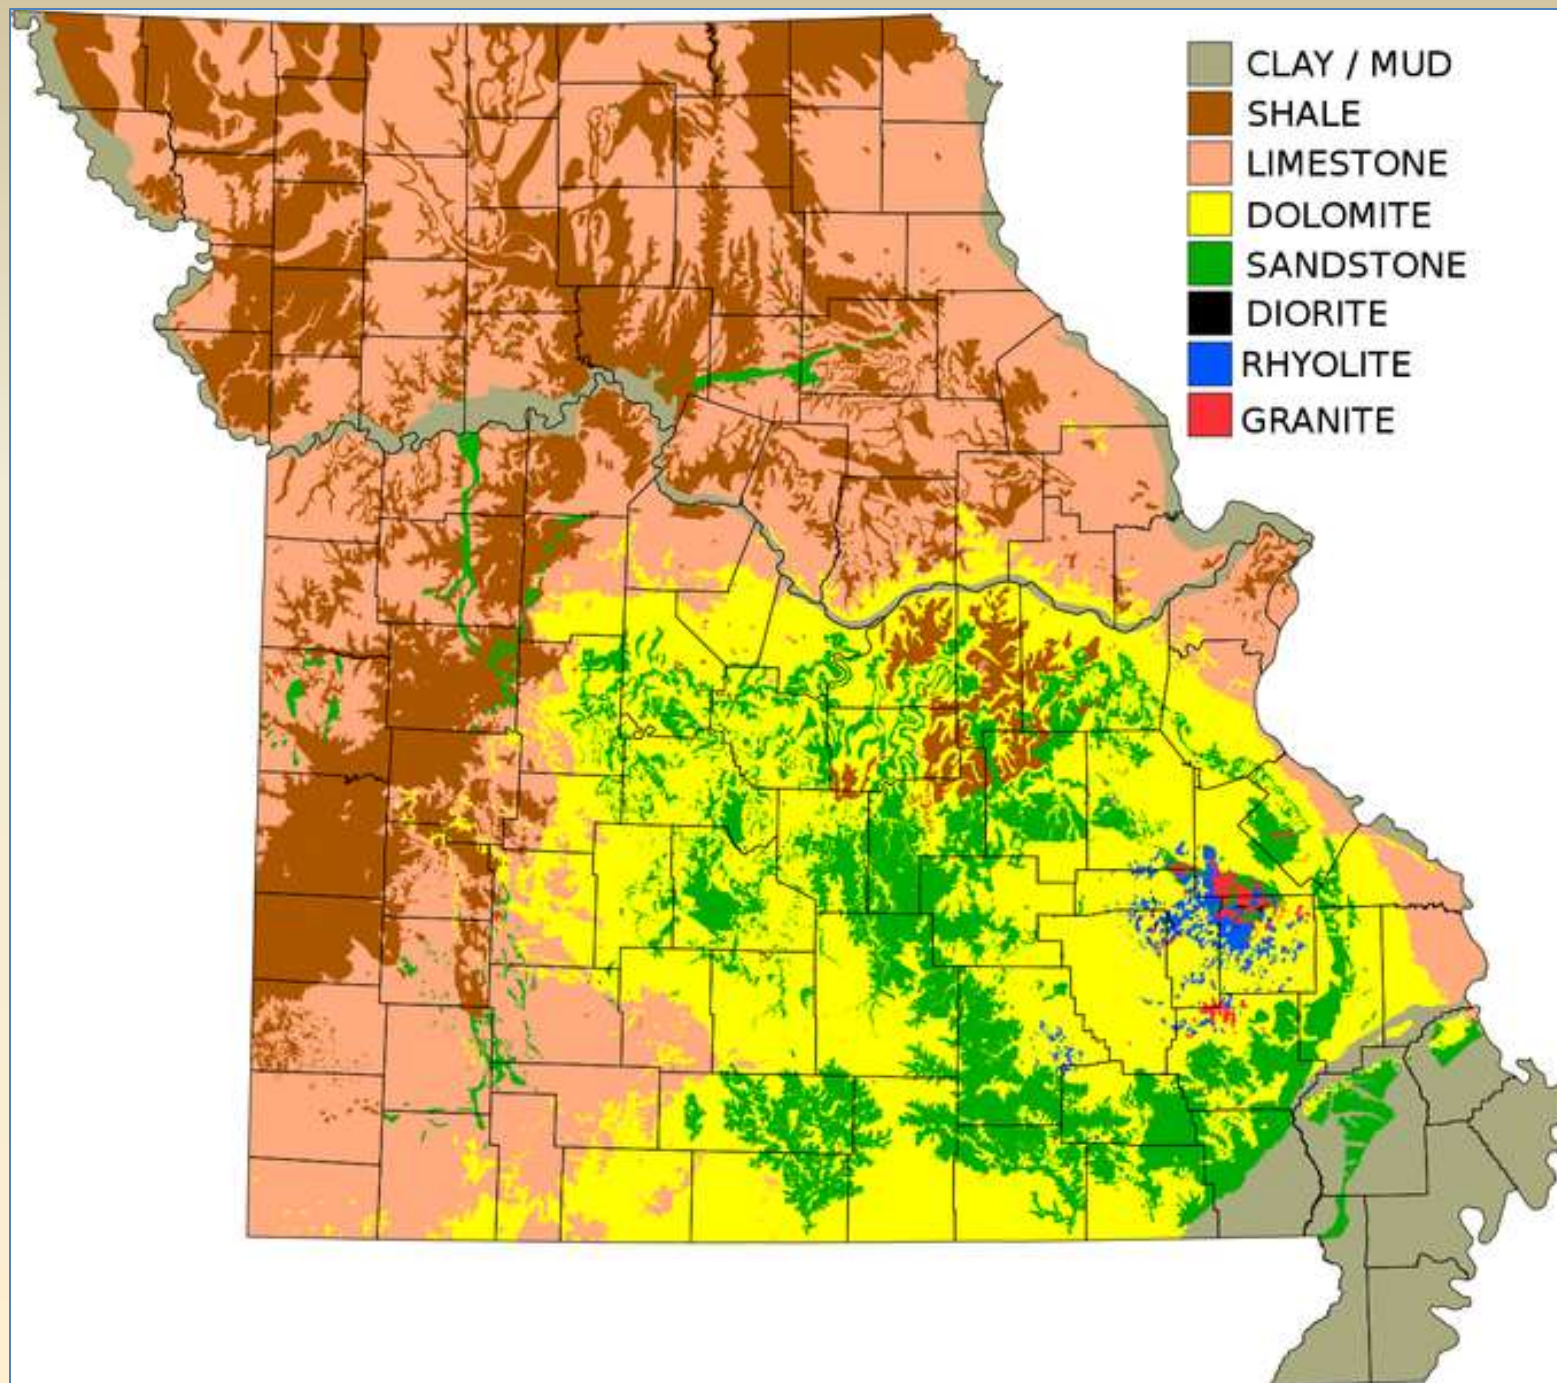 CLAY / MUD
SHALE
LIMESTONE
DOLOMITE
SANDSTONE
DIORITE
RHYOLITE
GRANITE